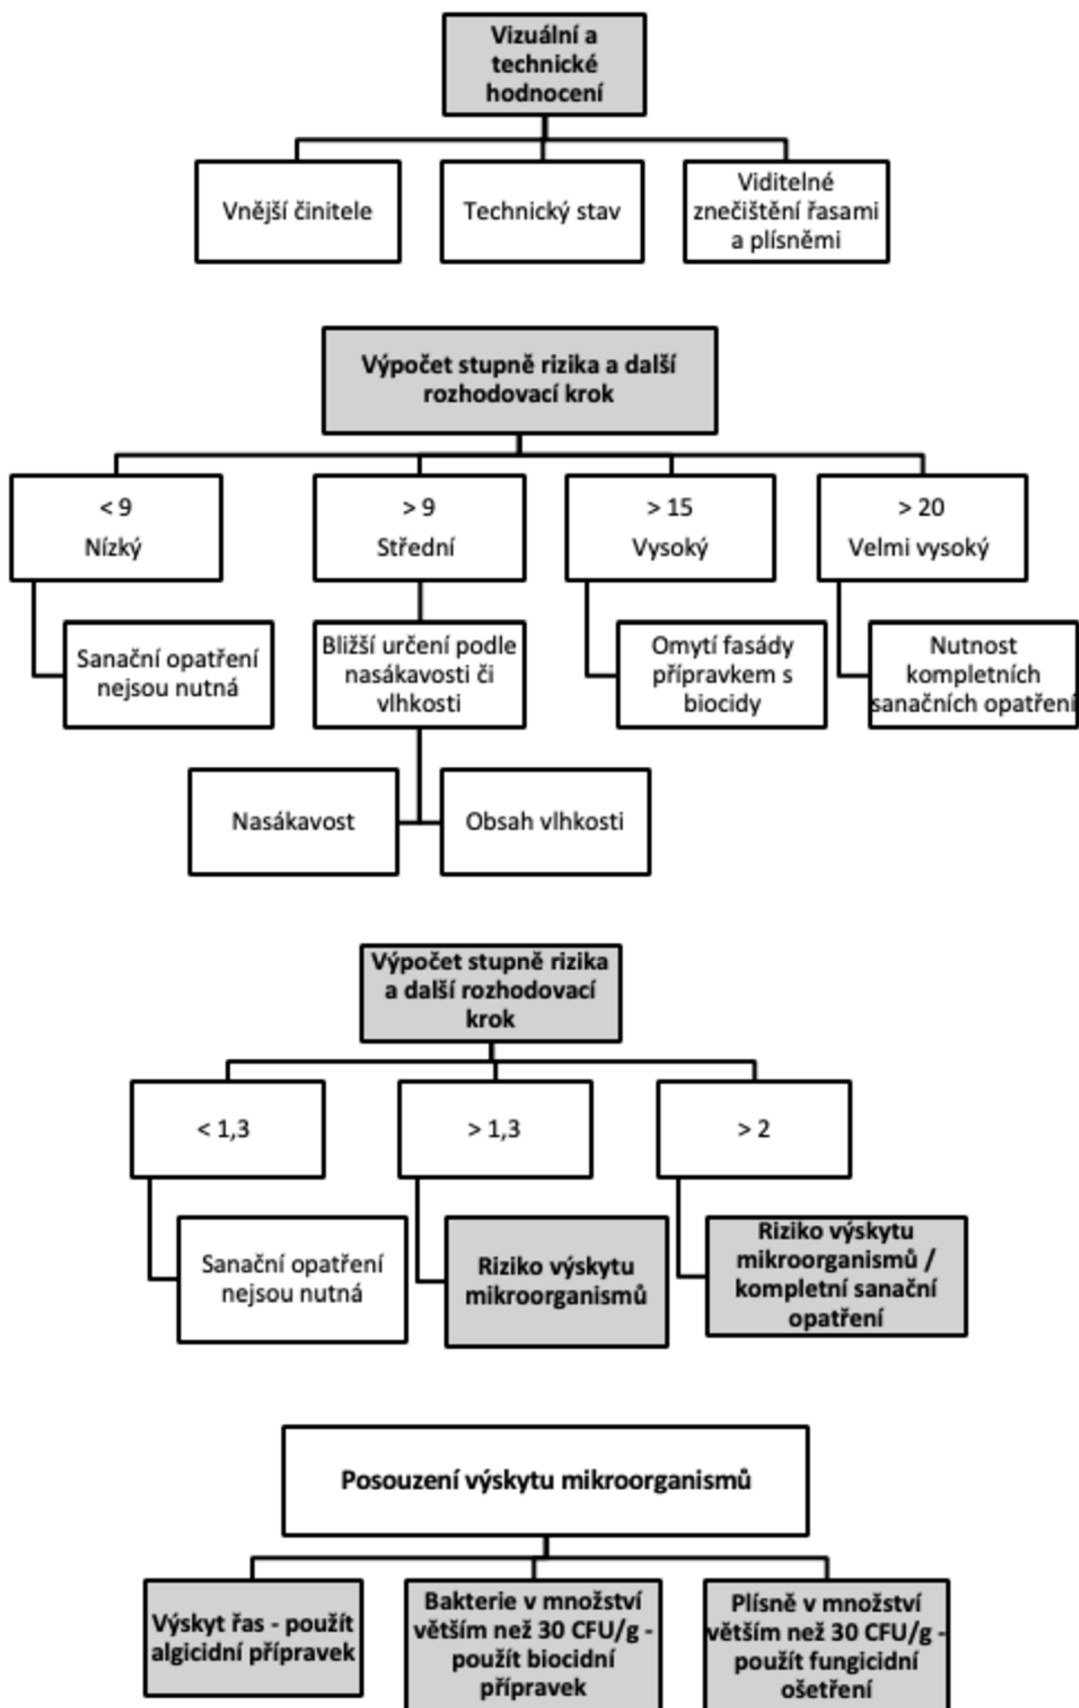 Vizuální a
technické
hodnocení
Vnější činitele
Technický stav
Viditelné
znečištění řasami
a plísněmi
Výpočet stupně rizika a další
rozhodovací krok
< 9
Nízký
> 9
Střední
> 15
Vysoký
> 20
Velmi vysoký
Sanační opatření
nejsou nutná
Bližší určení podle
nasákavosti či
vlhkosti
Omytí fasády
přípravkem s
biocidy
Nutnost
kompletních
sanačních opatření
Nasákavost
Obsah vlhkosti
Výpočet stupně rizika
a další rozhodovací
krok
< 1,3
> 1,3
> 2
Sanační opatření
nejsou nutná
Riziko výskytu
mikroorganismů
Riziko výskytu
mikroorganismů /
kompletní sanační
opatření
Posouzení výskytu mikroorganismů
Výskyt řas - použít
algicidní přípravek
Bakterie v množství
větším než 30 CFU/g -
použít biocidní
přípravek
Plísně v množství
větším než 30 CFU/g -
použít fungicidní
ošetření